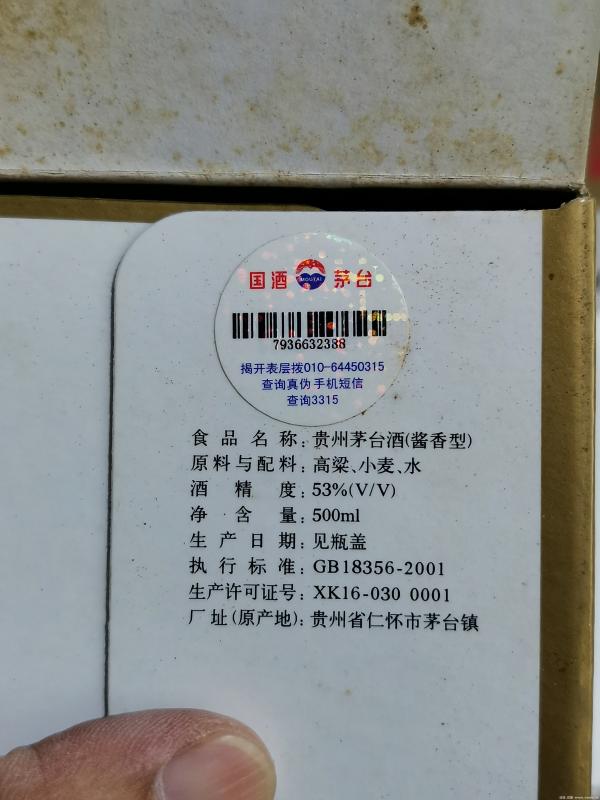 国酒 MOUTAI 茅台
7936632388
揭开表层拨010-64450315
查询真伪 手机短信
查询3315
食品名称：贵州茅台酒(酱香型)
原料与配料：高粱、小麦、水
酒精度：53%(V/V)
净含量：500ml
生产日期：见瓶盖
执行标准：GB18356-2001
生产许可证号：XK16-030 0001
厂址(原产地)：贵州省仁怀市茅台镇